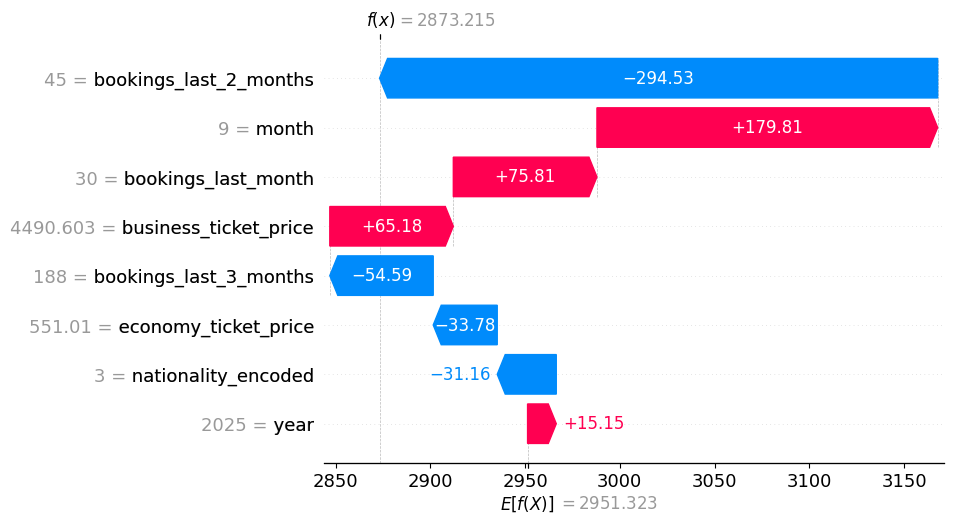 f(x) = 2873.215
45 = bookings_last_2_months −294.53
9 = month +179.81
30 = bookings_last_month +75.81
4490.603 = business_ticket_price +65.18
188 = bookings_last_3_months −54.59
551.01 = economy_ticket_price −33.78
3 = nationality_encoded −31.16
2025 = year +15.15
2850 2900 2950 3000 3050 3100 3150
E[f(X)] = 2951.323